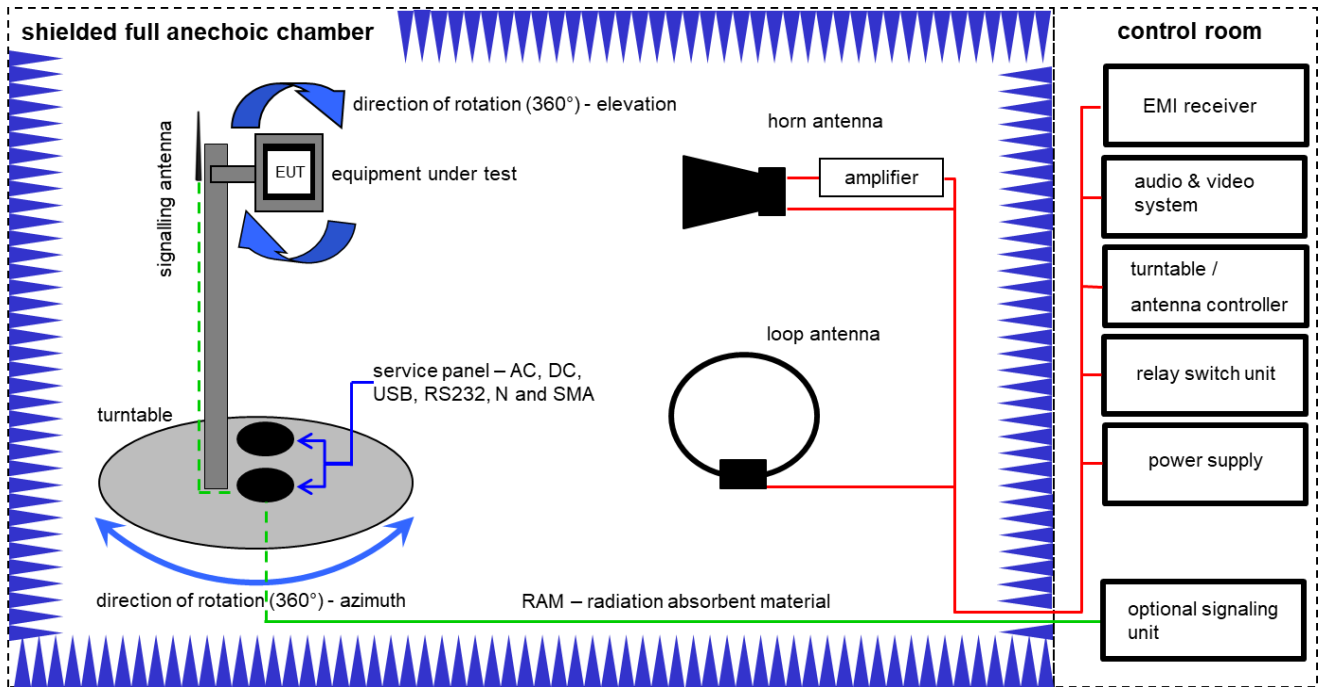 shielded full anechoic chamber
control room
direction of rotation (360°) - elevation
signalling antenna
EUT
equipment under test
horn antenna
amplifier
EMI receiver
audio & video
system
turntable /
antenna controller
relay switch unit
power supply
loop antenna
service panel – AC, DC,
USB, RS232, N and SMA
turntable
direction of rotation (360°) - azimuth
RAM – radiation absorbent material
optional signaling
unit